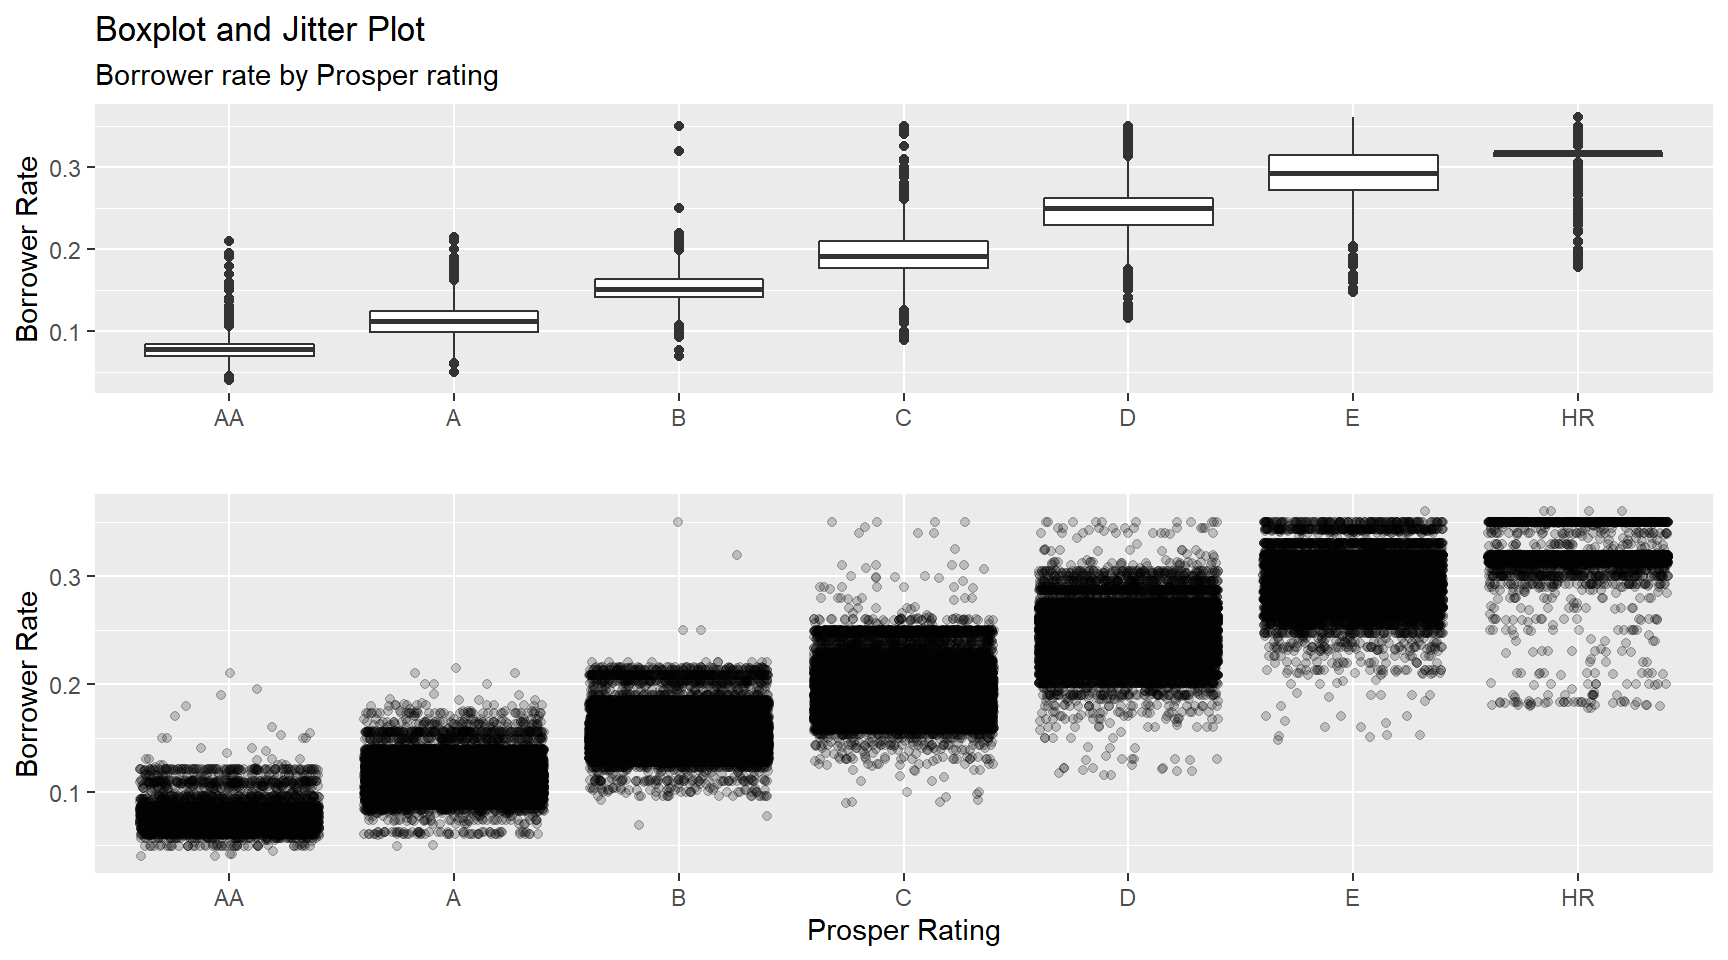 Boxplot and Jitter Plot
Borrower rate by Prosper rating
Borrower Rate
0.3
0.2
0.1
AA A B C D E HR
Borrower Rate
0.3
0.2
0.1
AA A B C D E HR
Prosper Rating